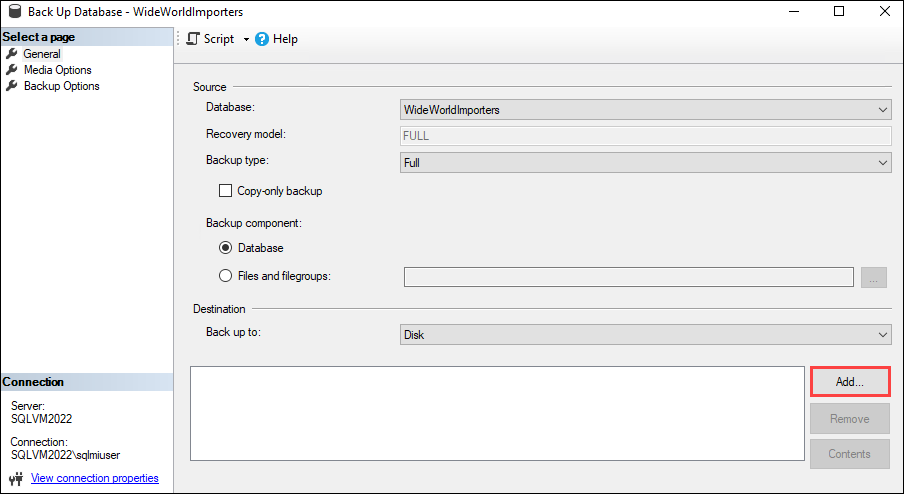 Back Up Database - WideWorldImporters
Select a page
General
Media Options
Backup Options
Script
Help
Source
Database:
WideWorldImporters
Recovery model:
FULL
Backup type:
Full
Copy-only backup
Backup component:
Database
Files and filegroups:
...
Destination
Back up to:
Disk
Add...
Remove
Contents
Connection
Server:
SQLVM2022
Connection:
SQLVM2022\sqlmiuser
View connection properties